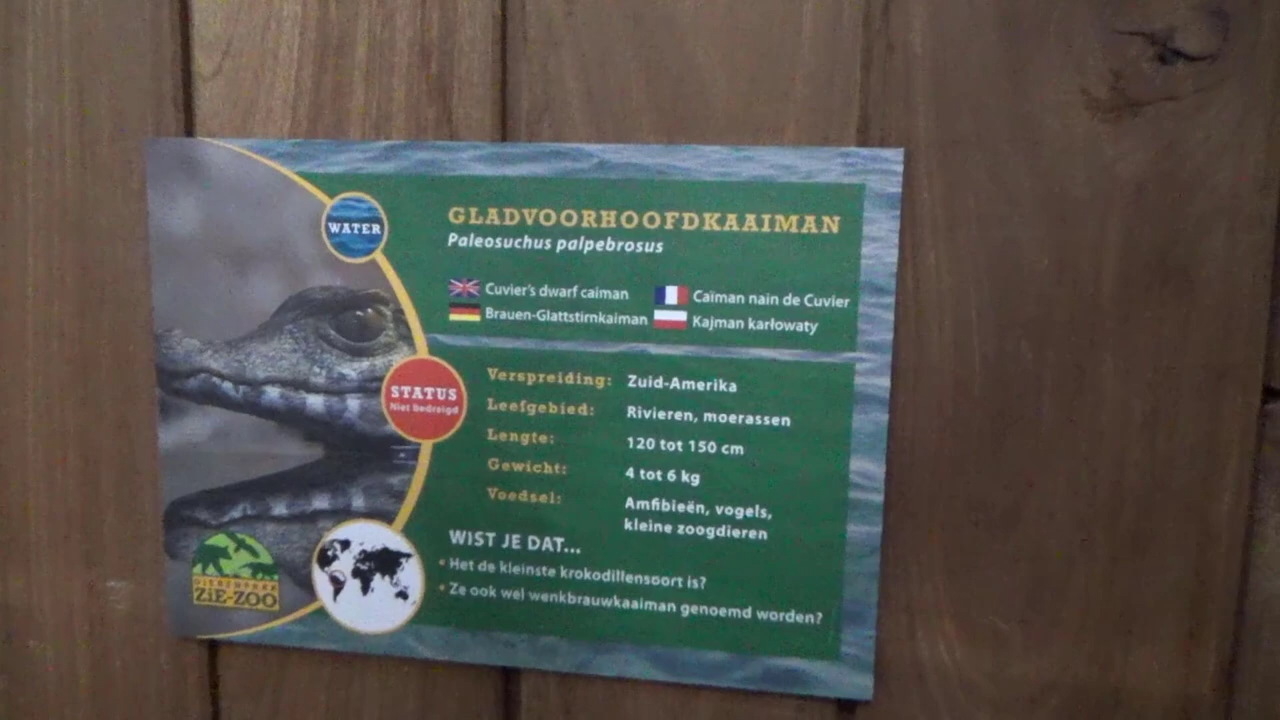 WATER
GLADVOORHOOFDKAAIMAN
Paleosuchus palpebrosus
Cuvier's dwarf caiman
Caïman nain de Cuvier
Brauen-Glattstirnkaiman
Kajman karłowaty
STATUS
Niet bedreigd
Verspreiding: Zuid-Amerika
Leefgebied: Rivieren, moerassen
Lengte: 120 tot 150 cm
Gewicht: 4 tot 6 kg
Voedsel: Amfibieën, vogels,
kleine zoogdieren
WIST JE DAT...
• Het de kleinste krokodillensoort is?
• Ze ook wel wenkbrauwkaaiman genoemd worden?
DIERENPARK
ZIE-ZOO